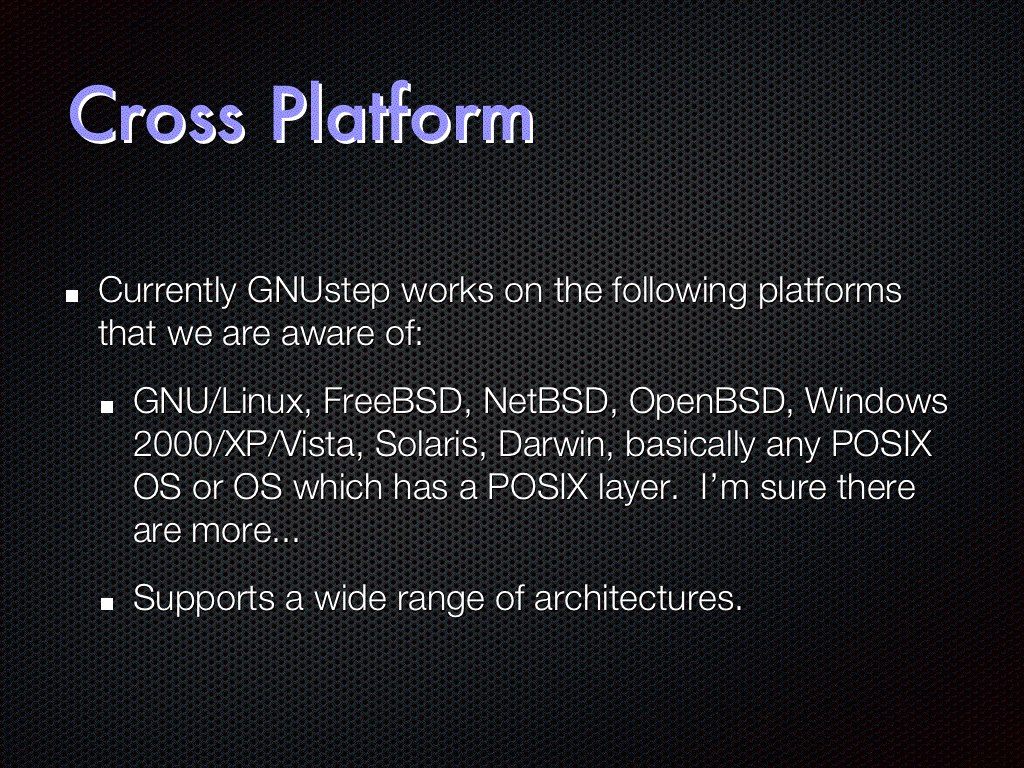 Cross Platform
Currently GNUstep works on the following platforms
that we are aware of:
GNU/Linux, FreeBSD, NetBSD, OpenBSD, Windows
2000/XP/Vista, Solaris, Darwin, basically any POSIX
OS or OS which has a POSIX layer.  I’m sure there
are more...
Supports a wide range of architectures.